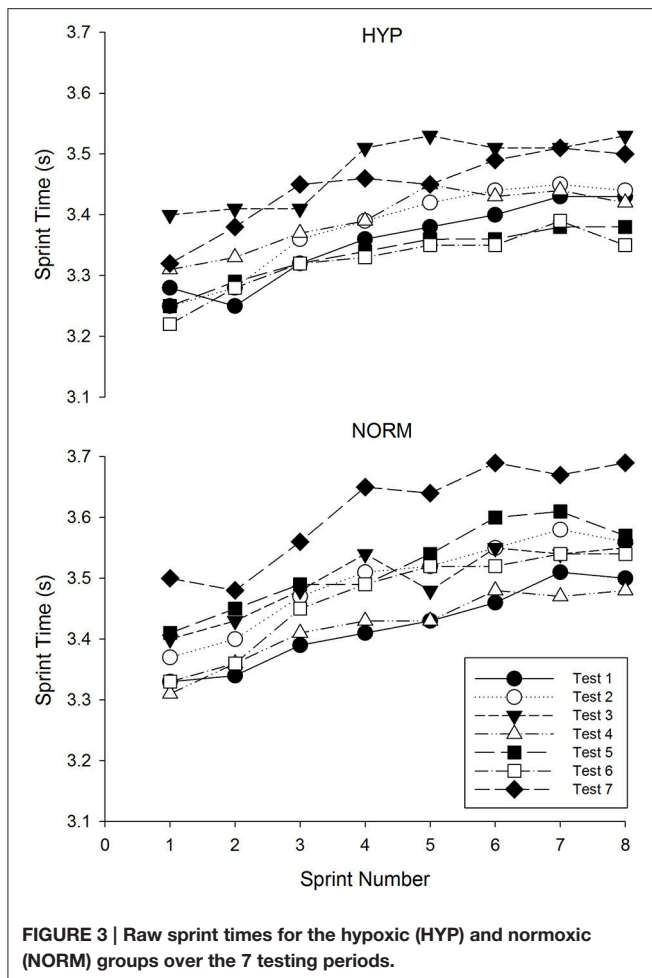 HYP
3.7
3.6
3.5
3.4
3.3
3.2
3.1
Sprint Time (s)
NORM
3.7
3.6
3.5
3.4
3.3
3.2
3.1
Sprint Time (s)
0 1 2 3 4 5 6 7 8
Sprint Number
Test 1
Test 2
Test 3
Test 4
Test 5
Test 6
Test 7
FIGURE 3 | Raw sprint times for the hypoxic (HYP) and normoxic
(NORM) groups over the 7 testing periods.